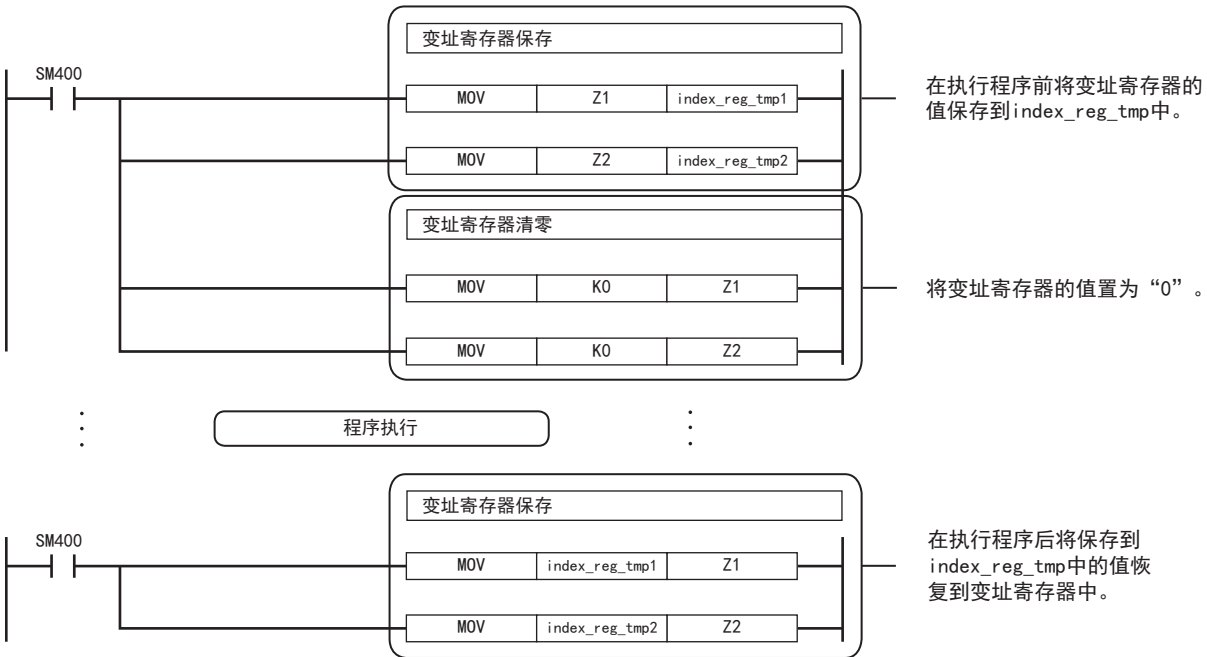 变址寄存器保存
SM400
MOV Z1 index_reg_tmp1
在执行程序前将变址寄存器的
值保存到index_reg_tmp中。
MOV Z2 index_reg_tmp2
变址寄存器清零
MOV K0 Z1
将变址寄存器的值置为“0”。
MOV K0 Z2
程序执行
变址寄存器保存
SM400
MOV index_reg_tmp1 Z1
在执行程序后将保存到
index_reg_tmp中的值恢
复到变址寄存器中。
MOV index_reg_tmp2 Z2